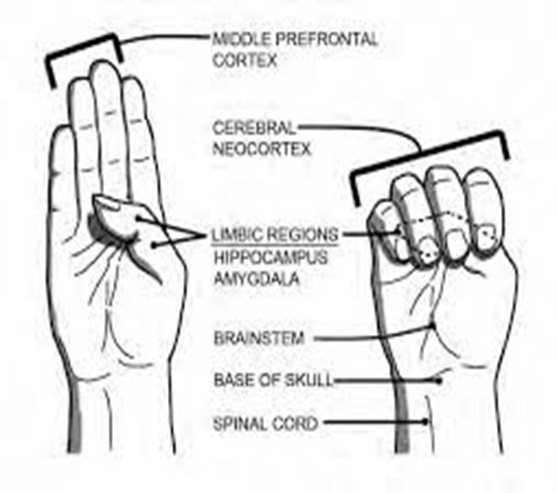 MIDDLE PREFRONTAL
CORTEX
CEREBRAL
NEOCORTEX
LIMBIC REGIONS
HIPPOCAMPUS
AMYGDALA
BRAINSTEM
BASE OF SKULL
SPINAL CORD